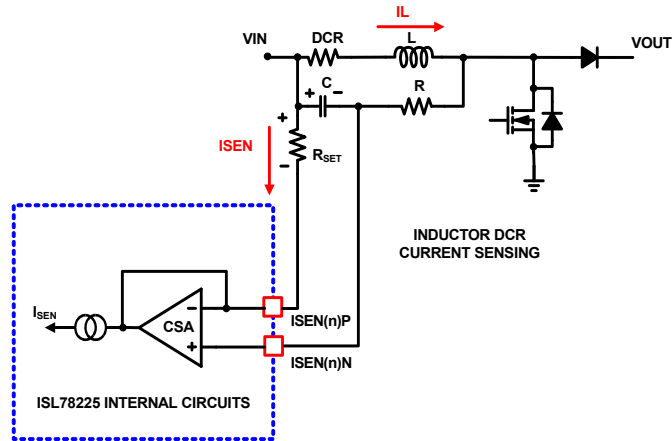 IL
VIN
DCR
L
VOUT
+
C
−
R
+
ISEN
−
RSET
INDUCTOR DCR
CURRENT SENSING
ISEN
−
CSA
+
ISEN(n)P
ISEN(n)N
ISL78225 INTERNAL CIRCUITS